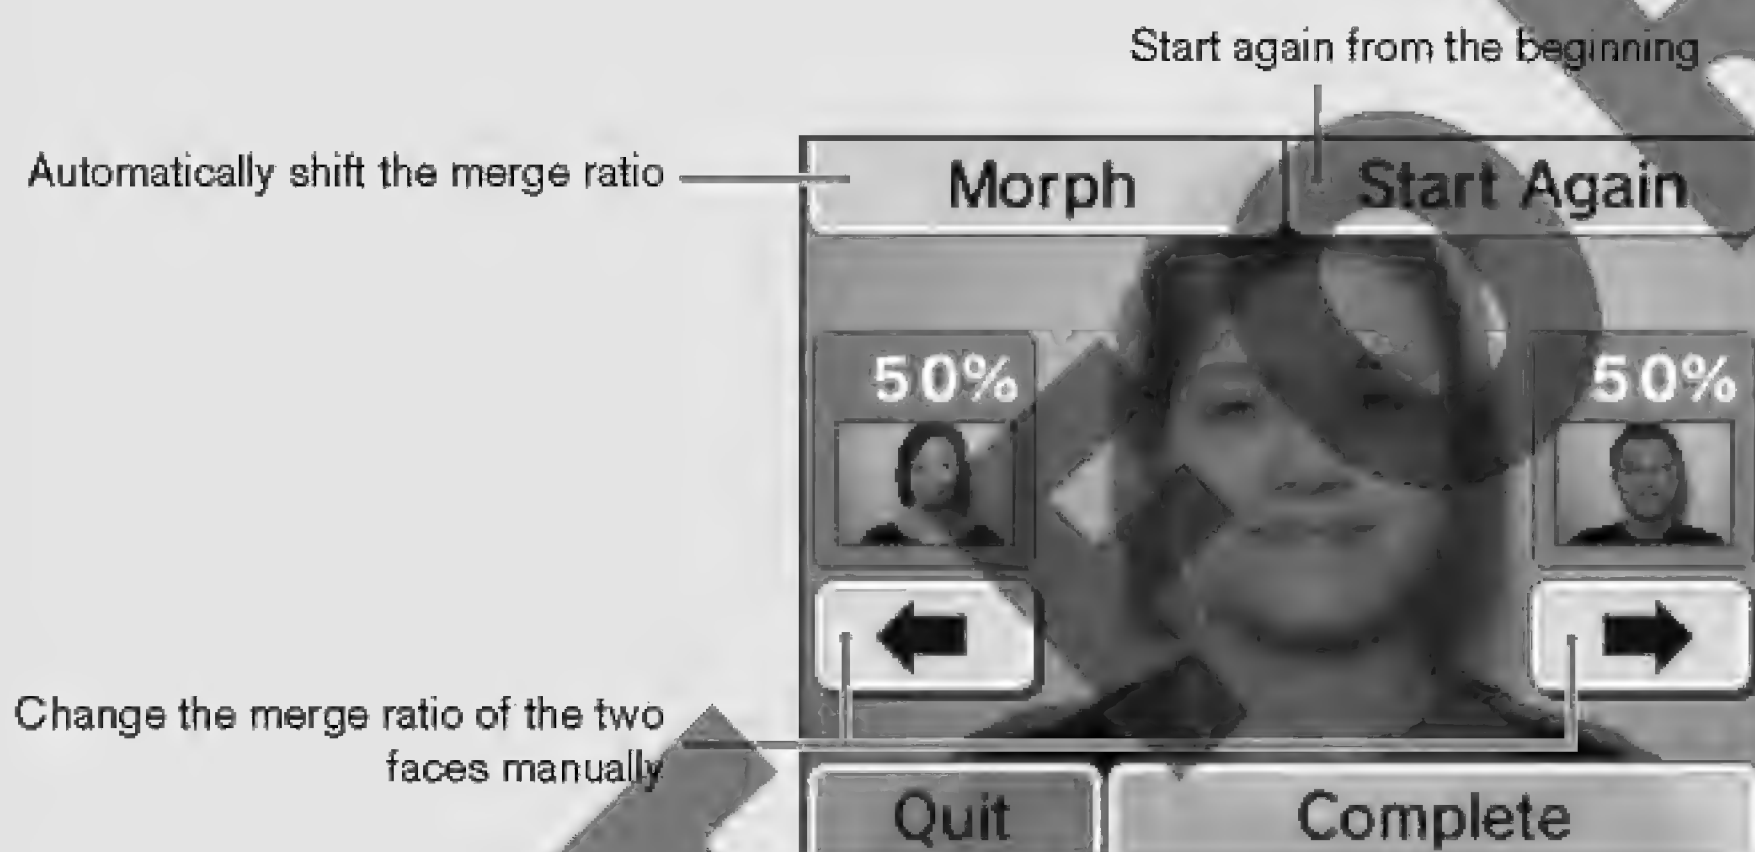 Start again from the beginning
Automatically shift the merge ratio
Morph
Start Again
50%
50%
Change the merge ratio of the two
faces manually
Quit
Complete